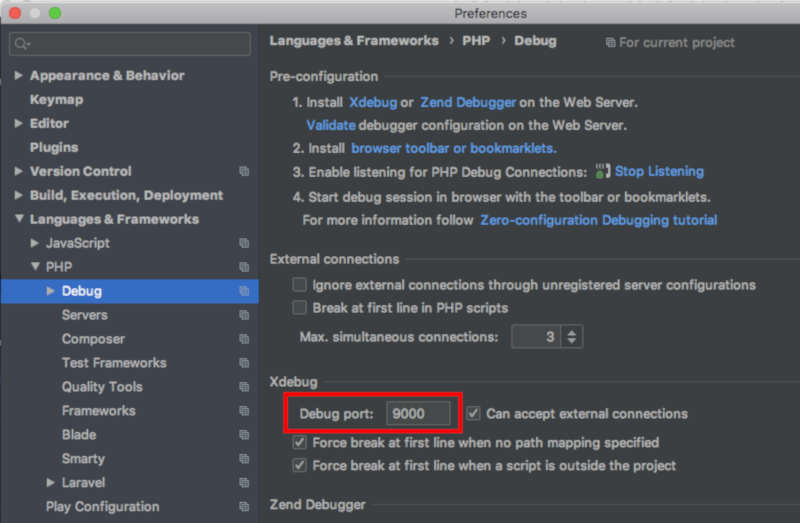 Preferences
Languages & Frameworks › PHP › Debug For current project
Appearance & Behavior
Keymap
Editor
Plugins
Version Control
Build, Execution, Deployment
Languages & Frameworks
JavaScript
PHP
Debug
Servers
Composer
Test Frameworks
Quality Tools
Frameworks
Blade
Smarty
Laravel
Play Configuration
Pre-configuration
1. Install Xdebug or Zend Debugger on the Web Server.
Validate debugger configuration on the Web Server.
2. Install browser toolbar or bookmarklets.
3. Enable listening for PHP Debug Connections: Stop Listening
4. Start debug session in browser with the toolbar or bookmarklets.
For more information follow Zero-configuration Debugging tutorial
External connections
Ignore external connections through unregistered server configurations
Break at first line in PHP scripts
Max. simultaneous connections: 3
Xdebug
Debug port: 9000 Can accept external connections
Force break at first line when no path mapping specified
Force break at first line when a script is outside the project
Zend Debugger